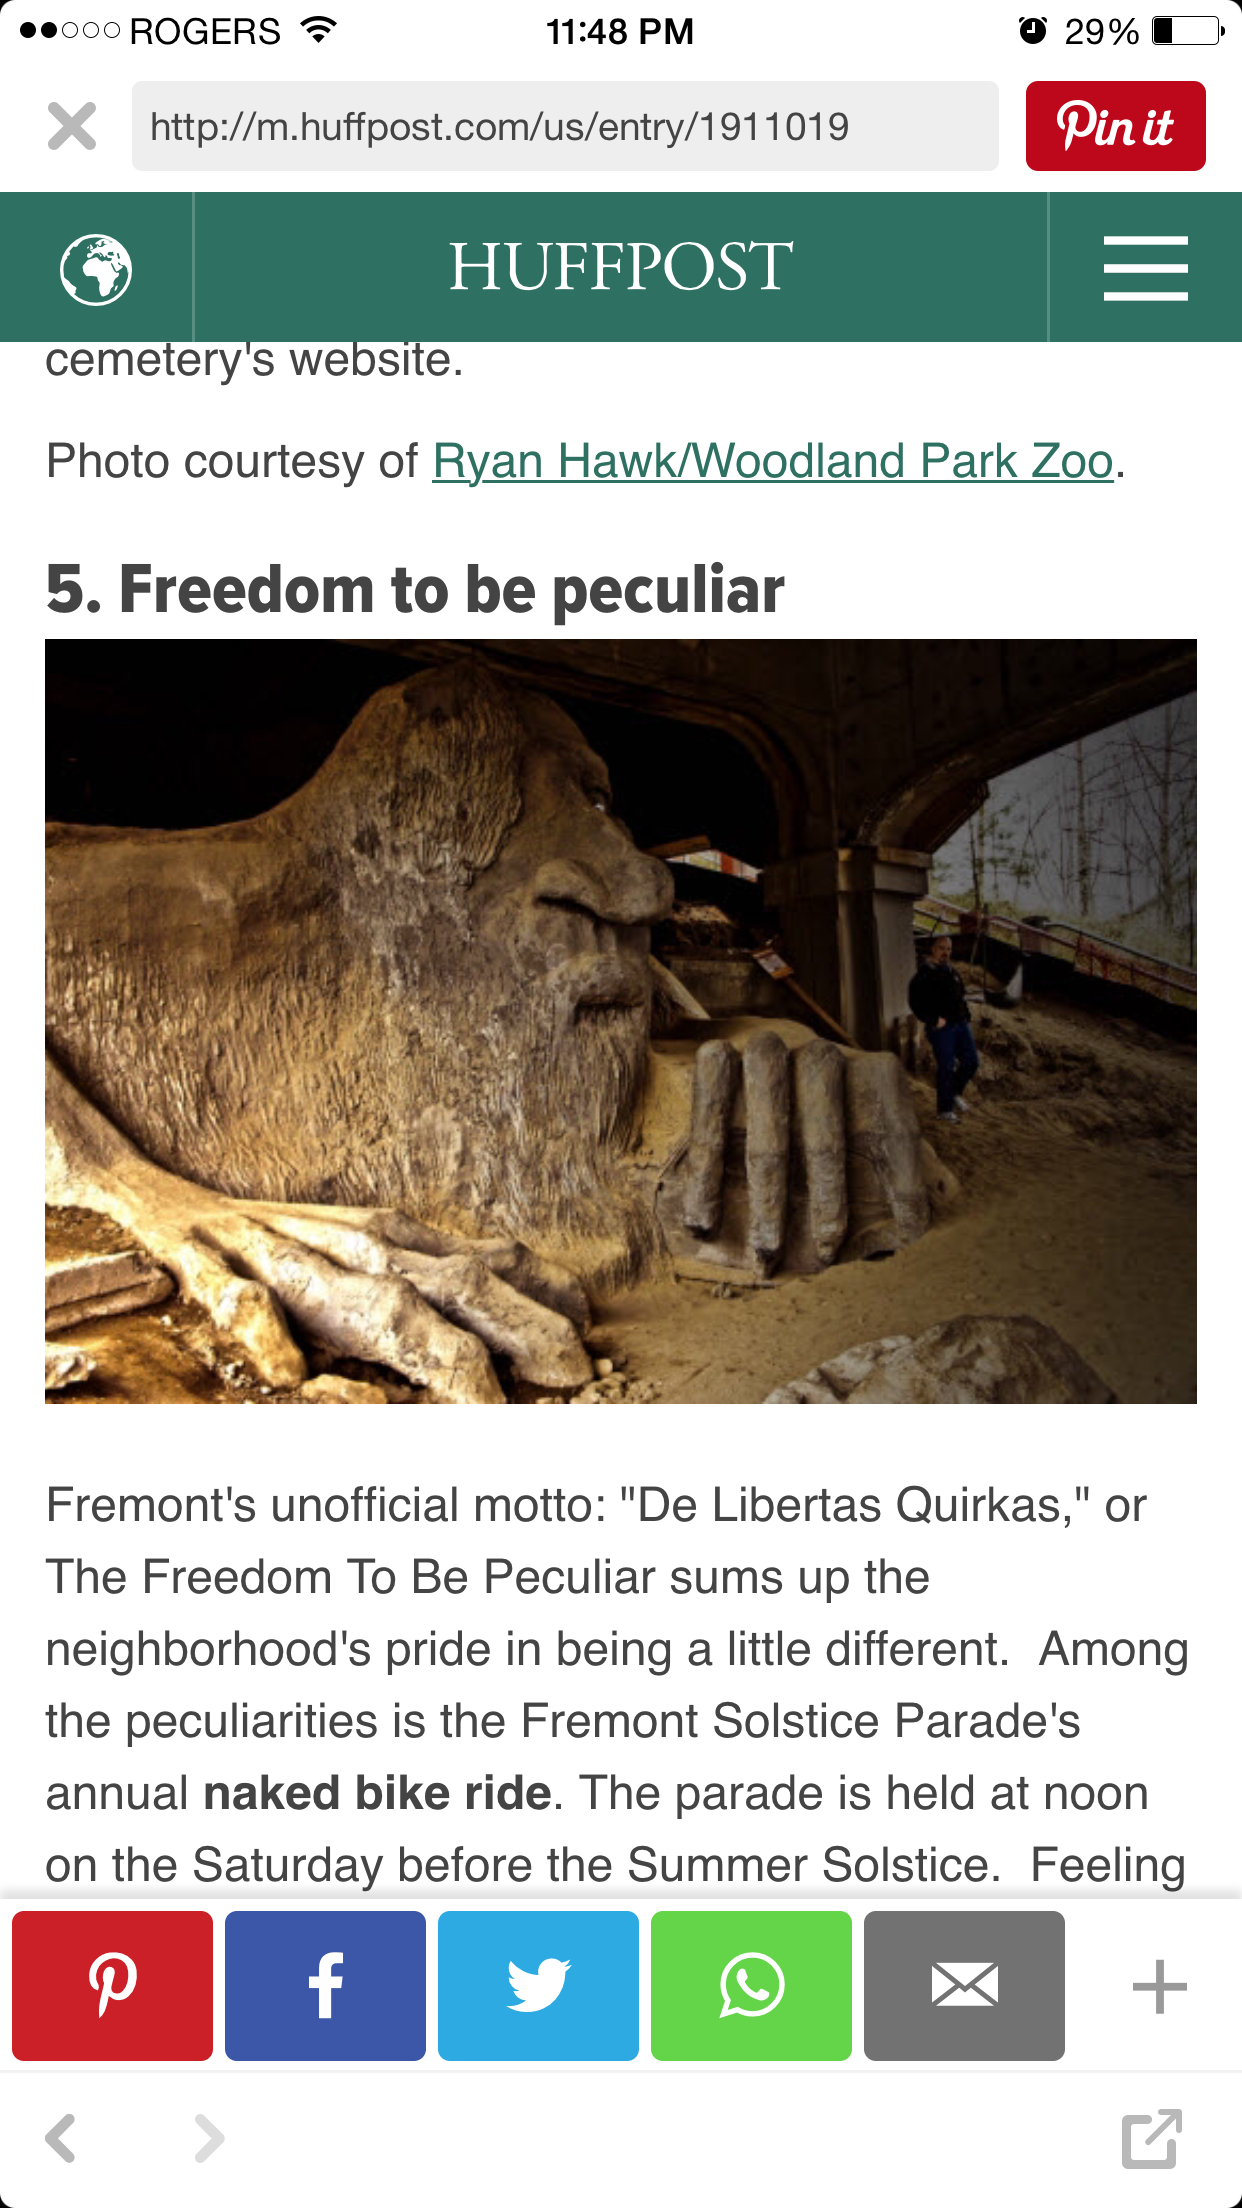 ROGERS 11:48 PM 29%
http://m.huffpost.com/us/entry/1911019 Pin it
HUFFPOST
cemetery's website.
Photo courtesy of Ryan Hawk/Woodland Park Zoo.
5. Freedom to be peculiar
Fremont's unofficial motto: "De Libertas Quirkas," or
The Freedom To Be Peculiar sums up the
neighborhood's pride in being a little different.  Among
the peculiarities is the Fremont Solstice Parade's
annual naked bike ride. The parade is held at noon
on the Saturday before the Summer Solstice.  Feeling